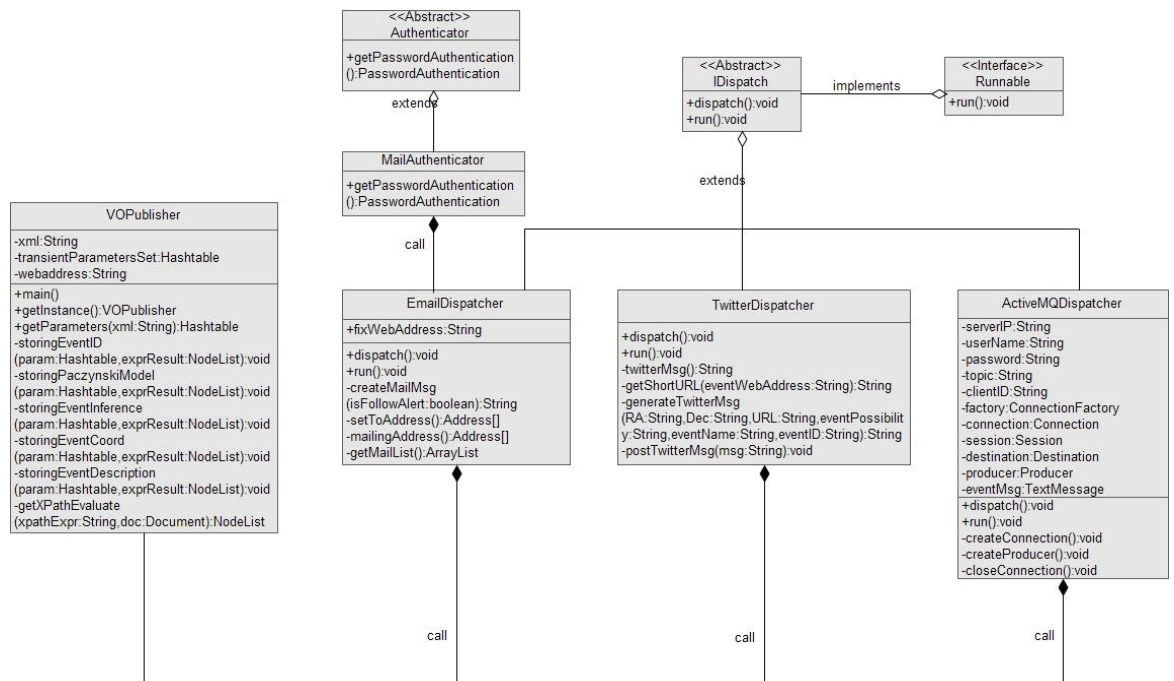 <<Abstract>>
Authenticator
+getPasswordAuthentication
():PasswordAuthentication
extends
MailAuthenticator
+getPasswordAuthentication
():PasswordAuthentication
call
<<Abstract>>
IDispatch
+dispatch():void
+run():void
implements
<<Interface>>
Runnable
+run():void
extends
VOPublisher
-xml:String
-transientParametersSet:Hashtable
-webaddress:String
+main()
+getInstance():VOPublisher
+getParameters(xml:String):Hashtable
-storingEventID
(param:Hashtable,exprResult:NodeList):void
-storingPaczynskiModel
(param:Hashtable,exprResult:NodeList):void
-storingEventInference
(param:Hashtable,exprResult:NodeList):void
-storingEventCoord
(param:Hashtable,exprResult:NodeList):void
-storingEventDescription
(param:Hashtable,exprResult:NodeList):void
-getXPathEvaluate
(xpathExpr:String,doc:Document):NodeList
EmailDispatcher
+fixWebAddress:String
+dispatch():void
+run():void
-createMailMsg
(isFollowAlert:boolean):String
-setToAddress():Address[]
-mailingAddress():Address[]
-getMailList():ArrayList
call
TwitterDispatcher
+dispatch():void
+run():void
-twitterMsg():String
-getShortURL(eventWebAddress:String):String
-generateTwitterMsg
(RA:String,Dec:String,URL:String,eventPossibilit
y:String,eventName:String,eventID:String):String
-postTwitterMsg(msg:String):void
call
ActiveMQDispatcher
-serverIP:String
-userName:String
-password:String
-topic:String
-clientID:String
-factory:ConnectionFactory
-connection:Connection
-session:Session
-destination:Destination
-producer:Producer
-eventMsg:TextMessage
+dispatch():void
+run():void
-createConnection():void
-createProducer():void
-closeConnection():void
call